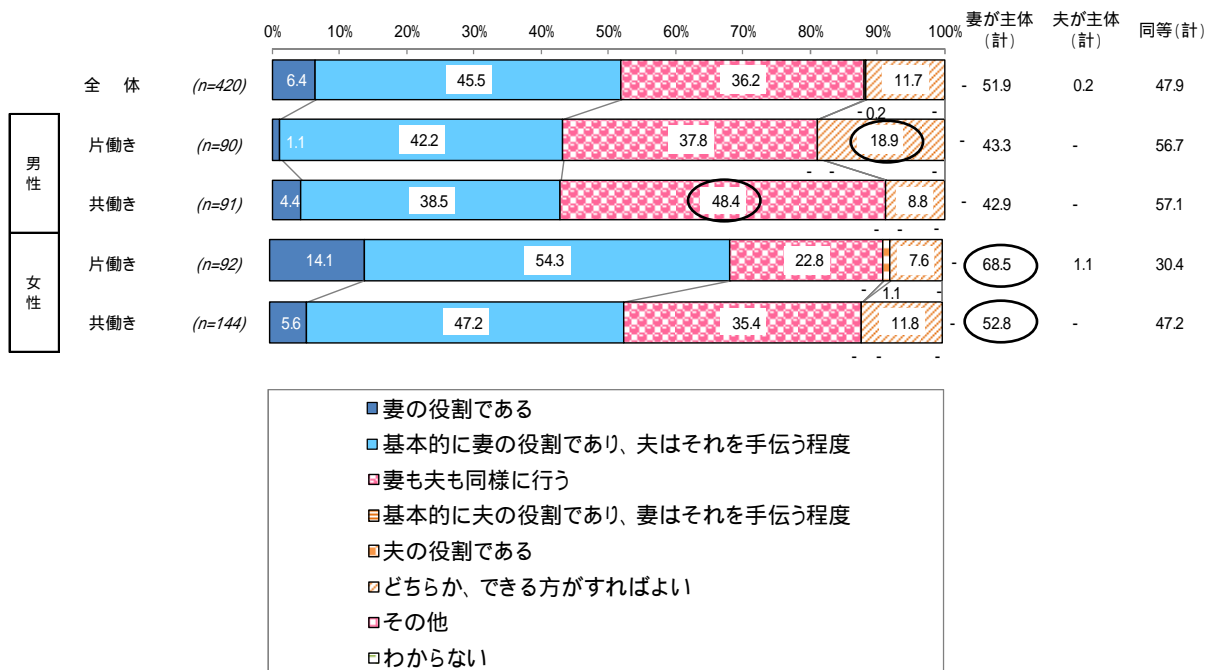 0% 10% 20% 30% 40% 50% 60% 70% 80% 90% 100% 妻が主体(計) 夫が主体(計) 同等(計)
全 体 (n=420) 6.4 45.5 36.2 11.7 - 51.9 0.2 47.9
- 0.2 -
男性
片働き (n=90) 1.1 42.2 37.8 18.9 - 43.3 - 56.7
- - -
共働き (n=91) 4.4 38.5 48.4 8.8 - 42.9 - 57.1
- - -
女性
片働き (n=92) 14.1 54.3 22.8 7.6 - 68.5 1.1 30.4
- 1.1 -
共働き (n=144) 5.6 47.2 35.4 11.8 - 52.8 - 47.2
- - -
妻の役割である
基本的に妻の役割であり、夫はそれを手伝う程度
妻も夫も同様に行う
基本的に夫の役割であり、妻はそれを手伝う程度
夫の役割である
どちらか、できる方がすればよい
その他
わからない